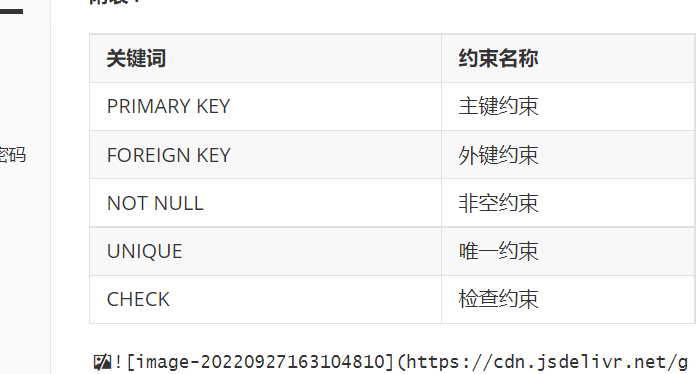 关键词 约束名称
PRIMARY KEY 主键约束
FOREIGN KEY 外键约束
密码
NOT NULL 非空约束
UNIQUE 唯一约束
CHECK 检查约束
![image-20220927163104810](https://cdn.jsdelivr.net/g